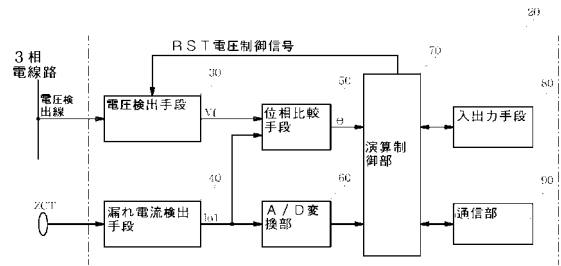 20
RST電圧制御信号
70
3相
電線路
30
50
80
電圧検
出線
電圧検出手段
Vf
位相比較
手段
θ
演算制
御部
入出力手段
40
60
90
ZCT
漏れ電流検出
手段
Io1
A/D変
換部
通信部